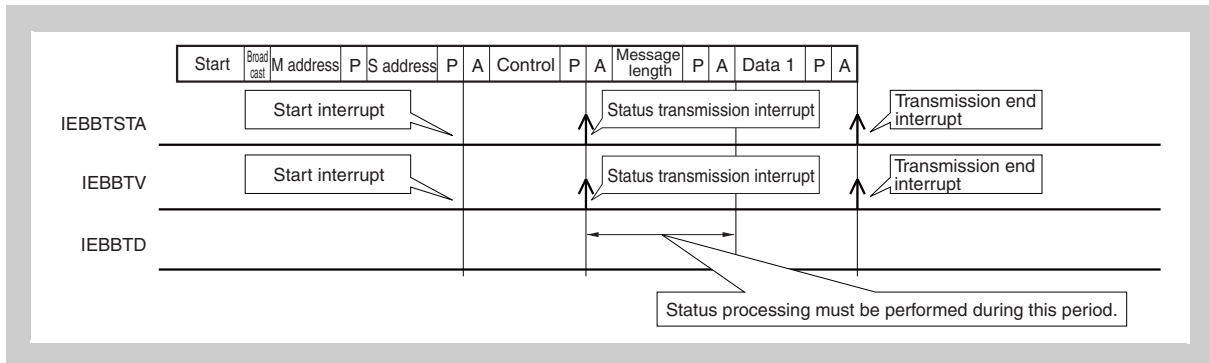 Start Broad cast M address P S address P A Control P A Message length P A Data 1 P A
IEBBTSTA
Start interrupt
Status transmission interrupt
Transmission end
interrupt
IEBBTV
Start interrupt
Status transmission interrupt
Transmission end
interrupt
IEBBTD
Status processing must be performed during this period.